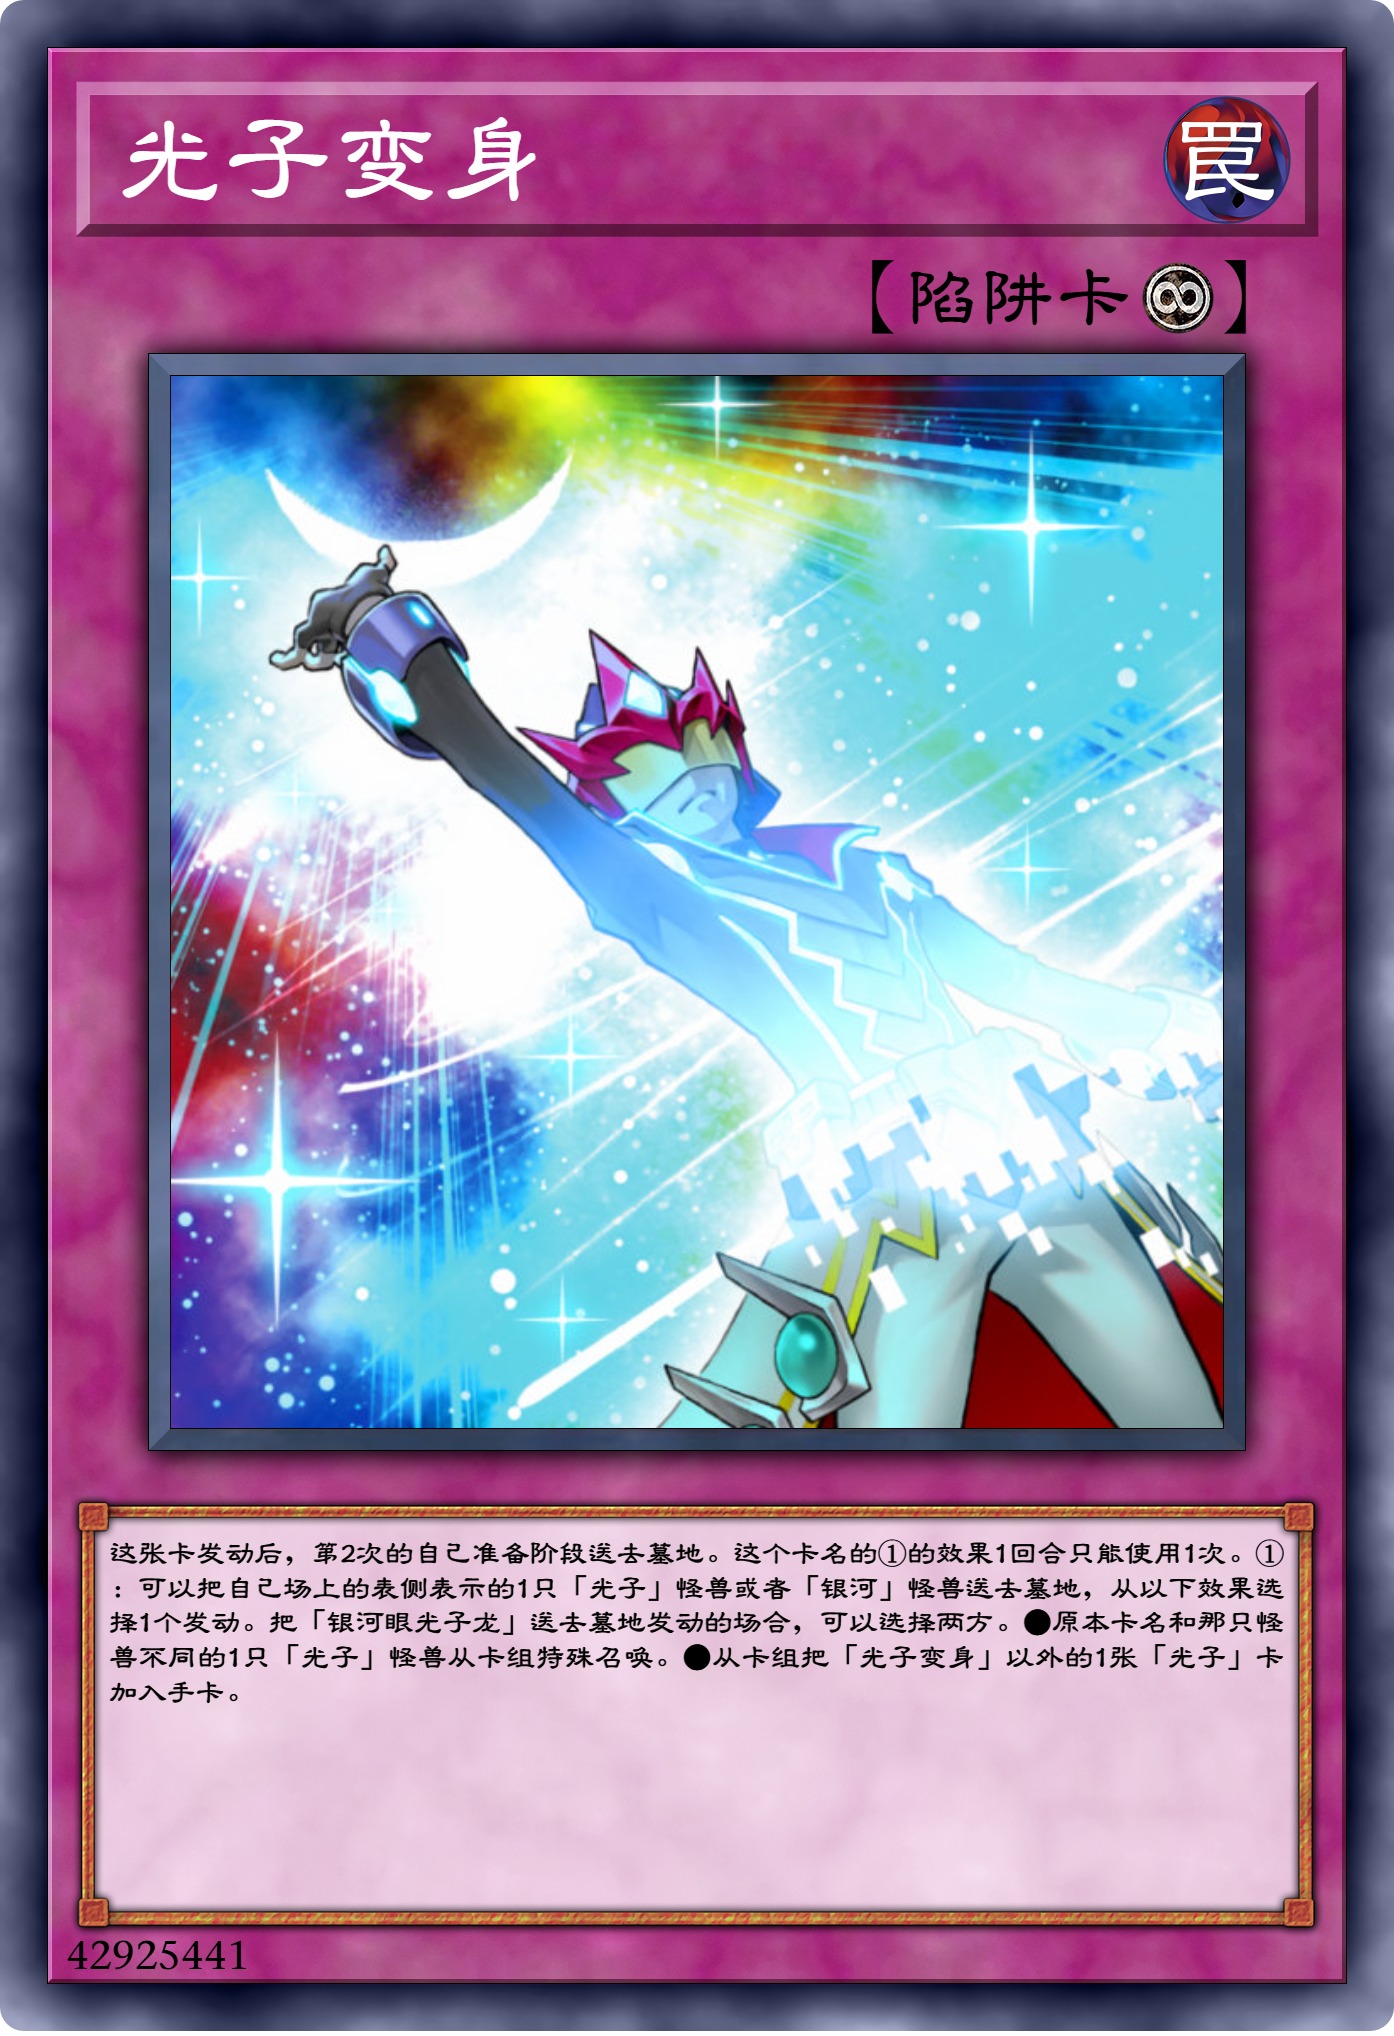 光子变身
罠
【陷阱卡】
这张卡发动后，第2次的自己准备阶段送去墓地。这个卡名的①的效果1回合只能使用1次。①
：可以把自己场上的表侧表示的1只「光子」怪兽或者「银河」怪兽送去墓地，从以下效果选
择1个发动。把「银河眼光子龙」送去墓地发动的场合，可以选择两方。●原本卡名和那只怪
兽不同的1只「光子」怪兽从卡组特殊召唤。●从卡组把「光子变身」以外的1张「光子」卡
加入手卡。
42925441